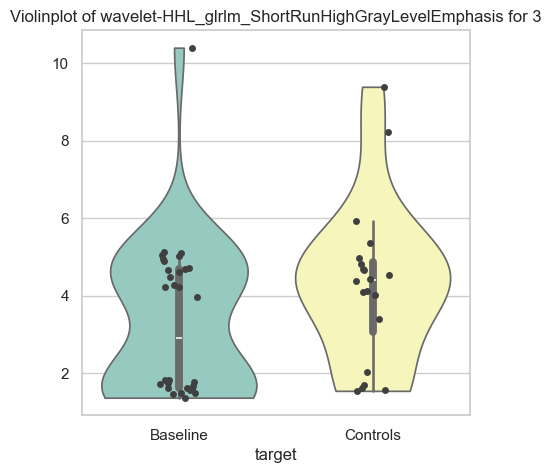 Violinplot of wavelet-HHL_glrlm_ShortRunHighGrayLevelEmphasis for 3
10
8
6
4
2
Baseline Controls
target